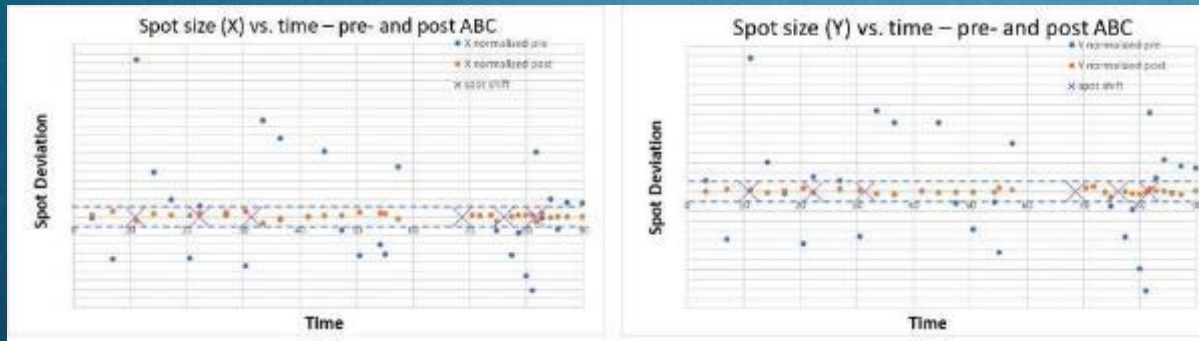 Spot size (X) vs. time – pre- and post ABC
X normalized pre
X normalized post
spot shift
Spot Deviation
Time
Spot size (Y) vs. time – pre- and post ABC
Y normalized pre
Y normalized post
spot shift
Spot Deviation
Time